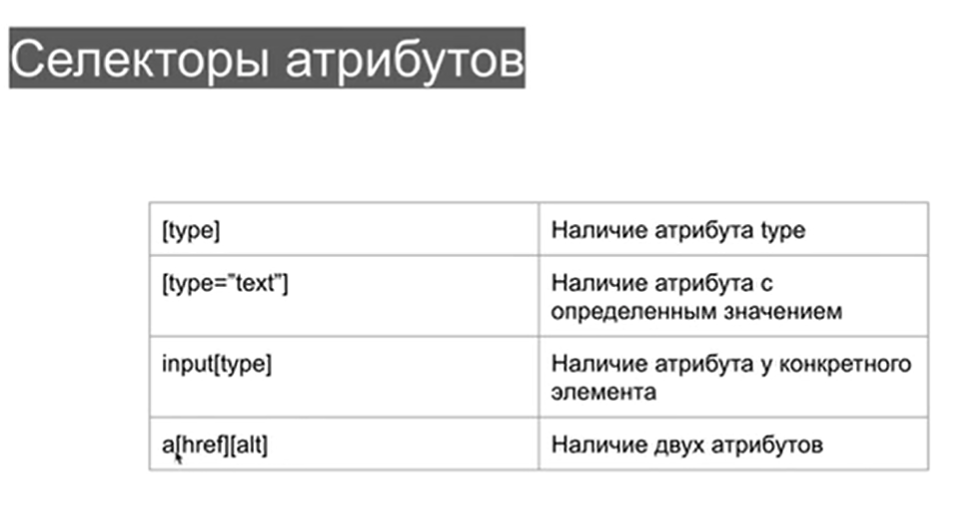 Селекторы атрибутов
[type]
Наличие атрибута type
[type=”text”]
Наличие атрибута с
определенным значением
input[type]
Наличие атрибута у конкретного
элемента
a[href][alt]
Наличие двух атрибутов